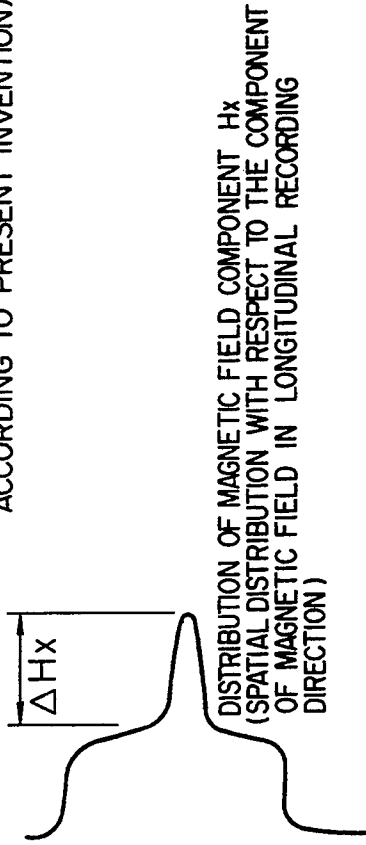 ACCORDING TO PRESENT INVENTION)
ΔHx
DISTRIBUTION OF MAGNETIC FIELD COMPONENT Hx
(SPATIAL DISTRIBUTION WITH RESPECT TO THE COMPONENT
OF MAGNETIC FIELD IN LONGITUDINAL RECORDING
DIRECTION)